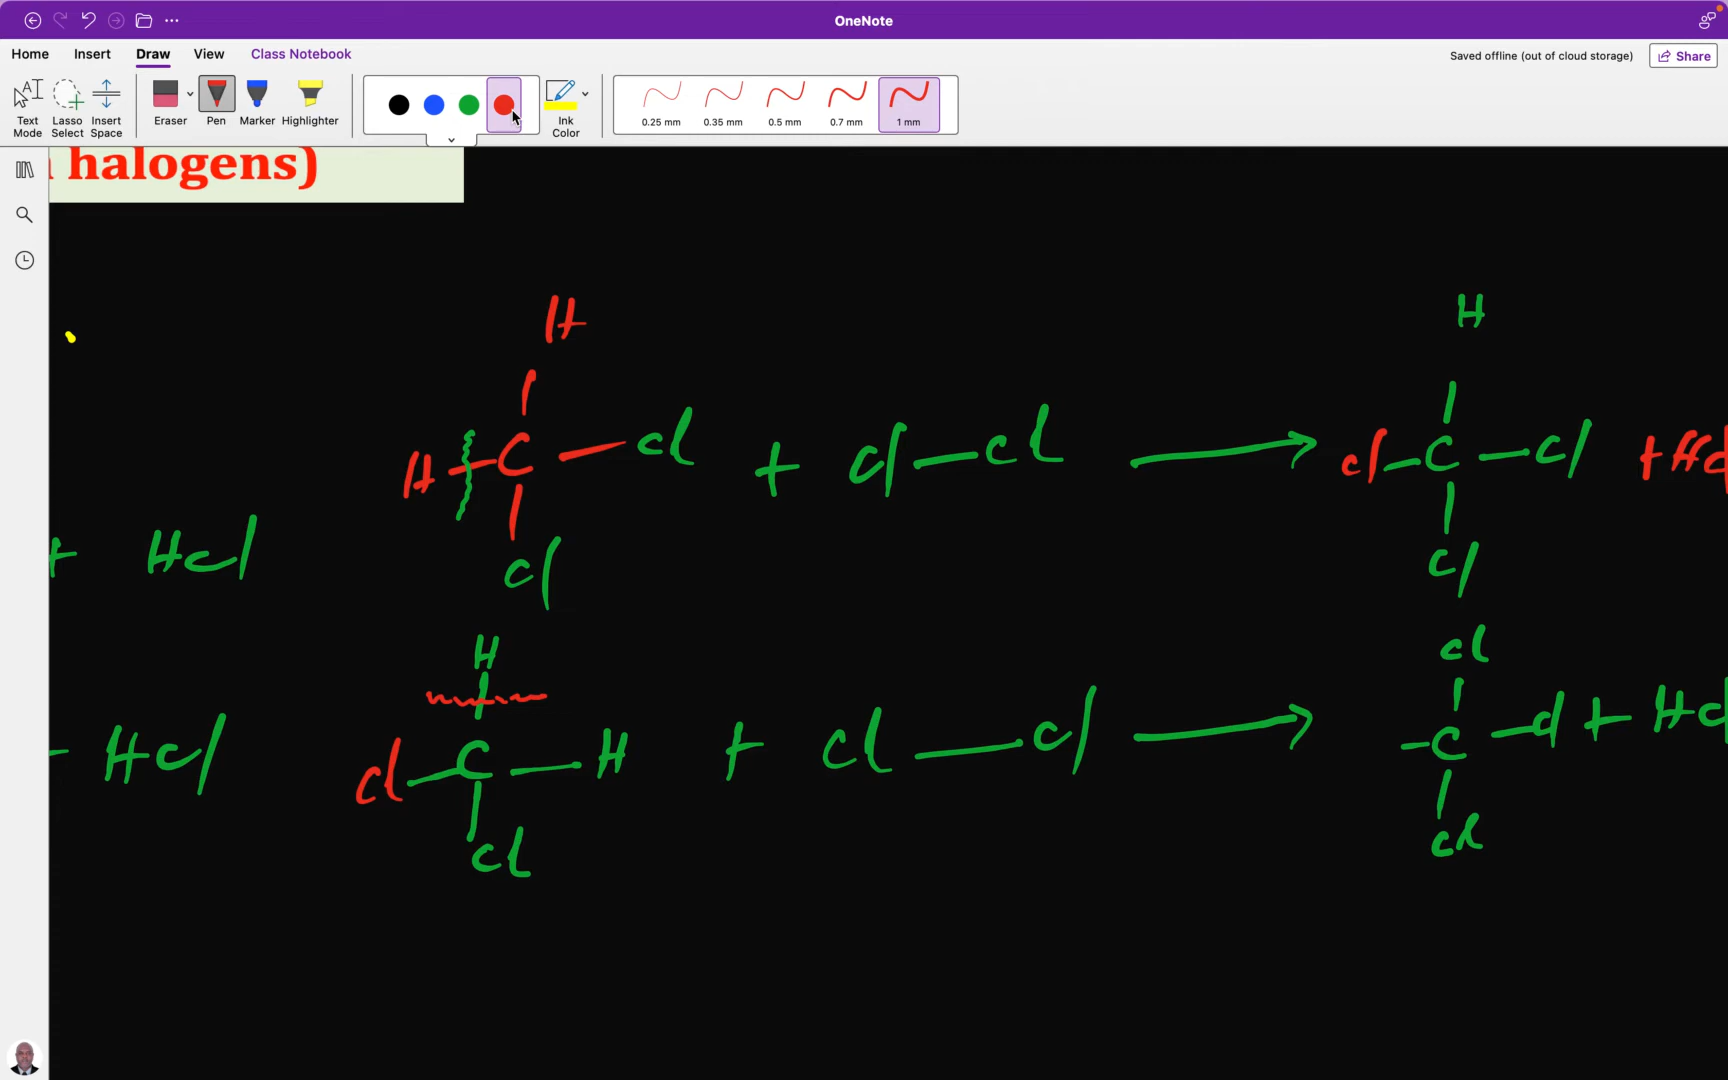 OneNote
Home Insert Draw View Class Notebook
Saved offline (out of cloud storage) Share
Text Mode
Lasso Select
Insert Space
Eraser
Pen
Marker
Highlighter
Ink Color
0.25 mm
0.35 mm
0.5 mm
0.7 mm
1 mm
halogens)
H H
H C Cl + Cl Cl Cl C Cl + HCl
+ HCl
Cl Cl
H Cl
HCl Cl C H + Cl Cl C Cl + HCl
Cl Cl